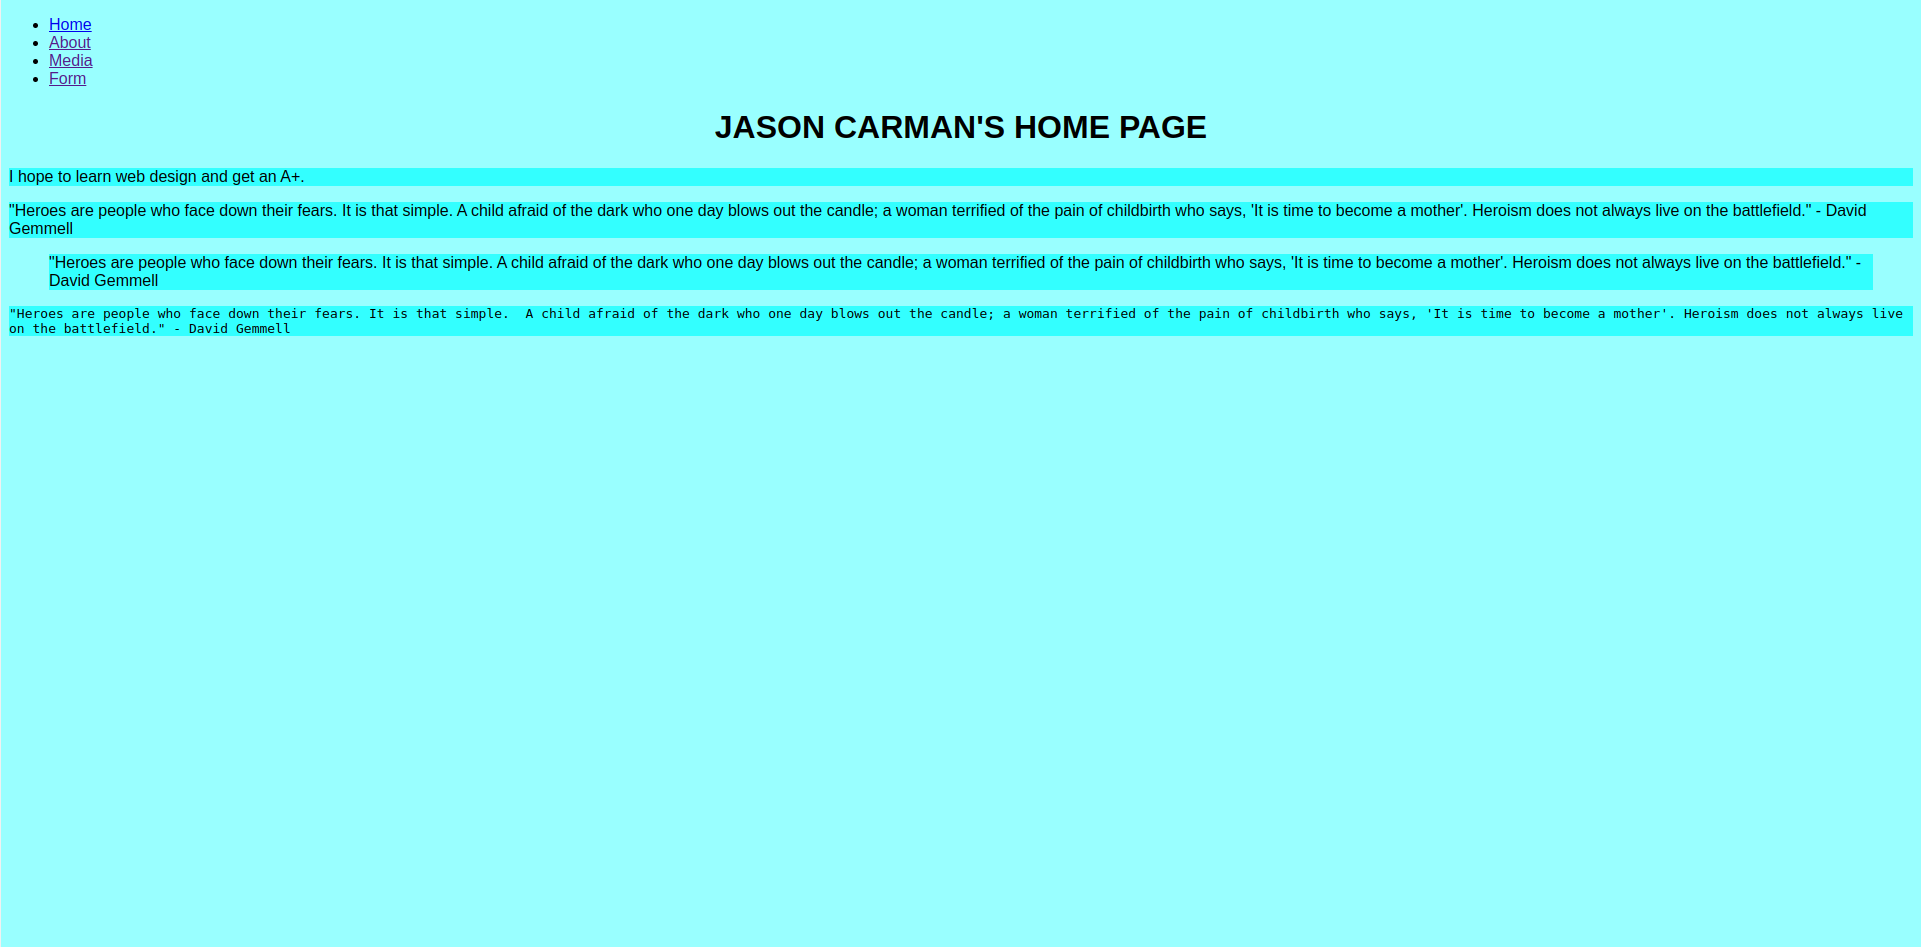 Home
About
Media
Form
JASON CARMAN'S HOME PAGE
I hope to learn web design and get an A+.
"Heroes are people who face down their fears. It is that simple. A child afraid of the dark who one day blows out the candle; a woman terrified of the pain of childbirth who says, 'It is time to become a mother'. Heroism does not always live on the battlefield." - David
Gemmell
"Heroes are people who face down their fears. It is that simple. A child afraid of the dark who one day blows out the candle; a woman terrified of the pain of childbirth who says, 'It is time to become a mother'. Heroism does not always live on the battlefield." -
David Gemmell
"Heroes are people who face down their fears. It is that simple.  A child afraid of the dark who one day blows out the candle; a woman terrified of the pain of childbirth who says, 'It is time to become a mother'. Heroism does not always live
on the battlefield." - David Gemmell